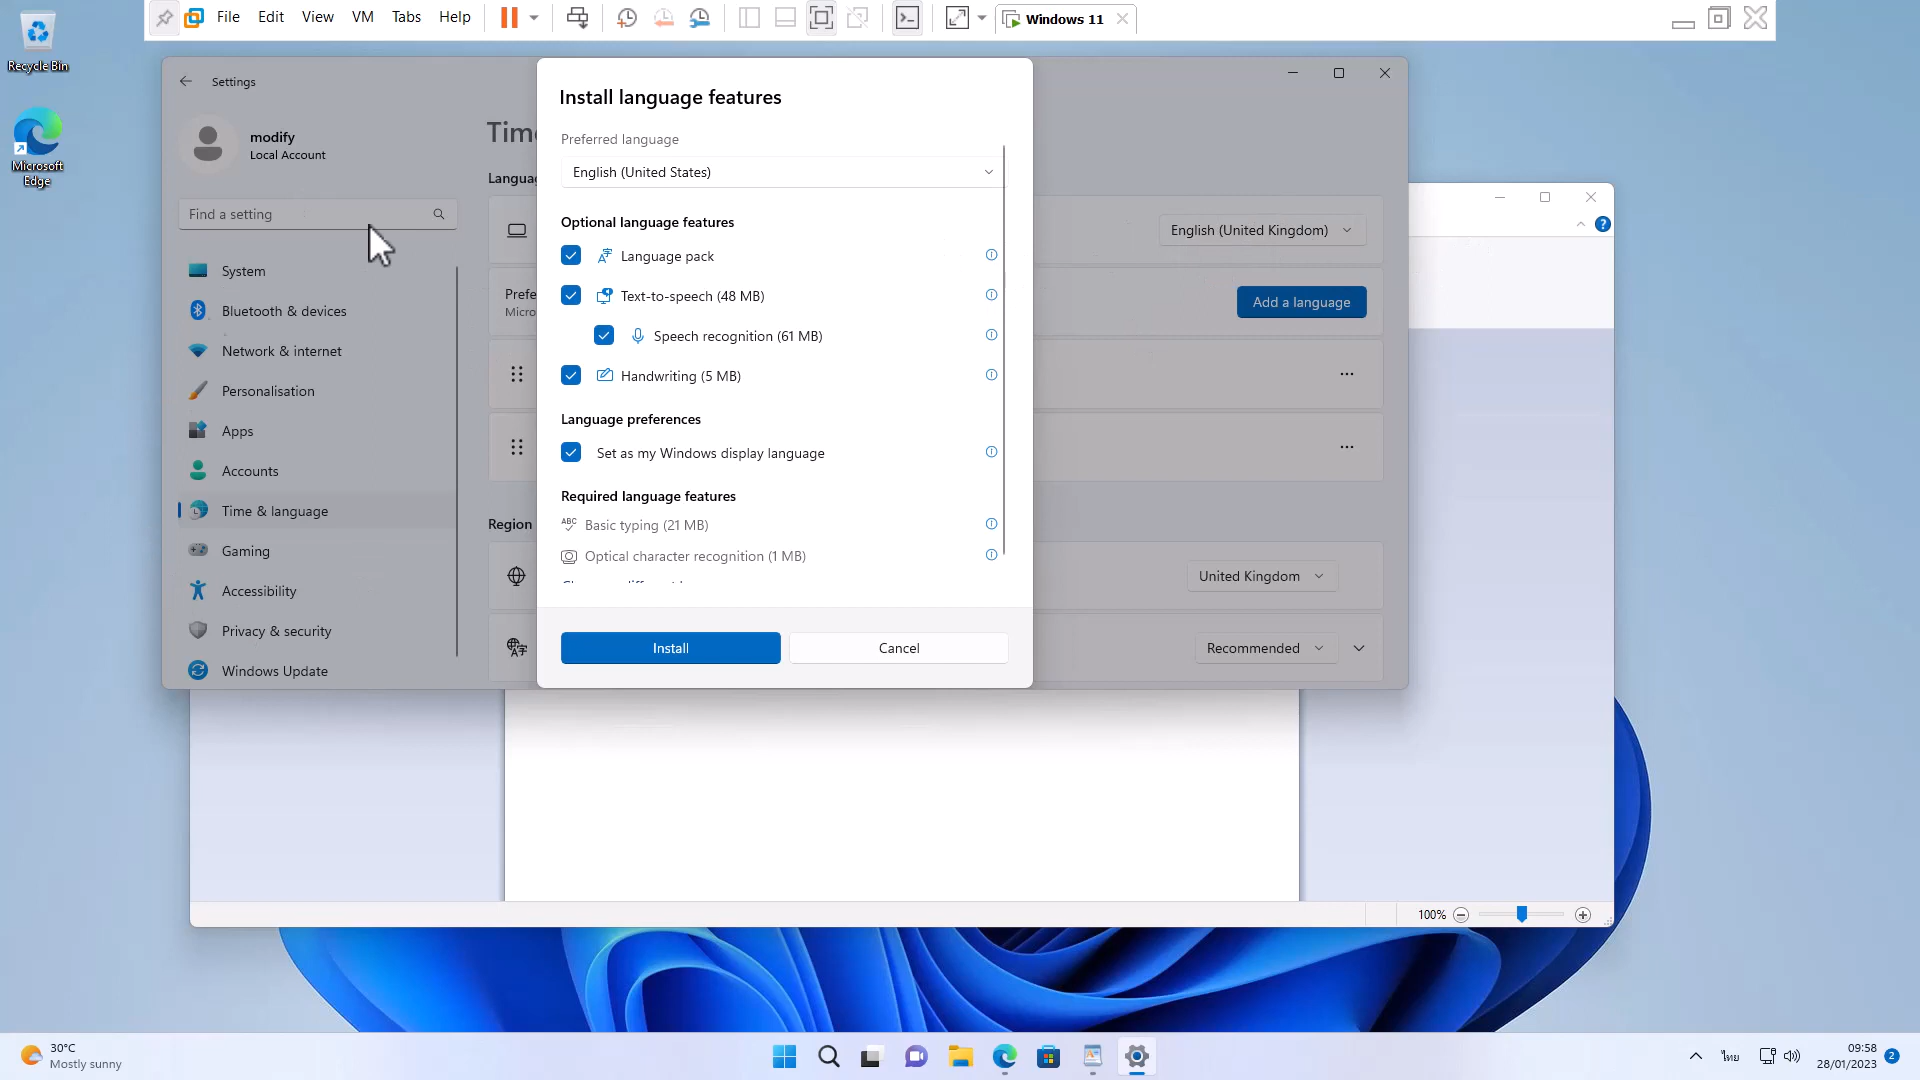 Recycle Bin
Microsoft
Edge
File Edit View VM Tabs Help
Windows 11
Settings
modify
Local Account
Find a setting
System
Bluetooth & devices
Network & internet
Personalisation
Apps
Accounts
Time & language
Gaming
Accessibility
Privacy & security
Windows Update
Install language features
Preferred language
English (United States)
Optional language features
Language pack
Text-to-speech (48 MB)
Speech recognition (61 MB)
Handwriting (5 MB)
Language preferences
Set as my Windows display language
Required language features
ABC
Basic typing (21 MB)
Optical character recognition (1 MB)
Install
Cancel
English (United Kingdom)
Add a language
Region
United Kingdom
Recommended
100%
30°C
Mostly sunny
ไทย
09:58
28/01/2023
2